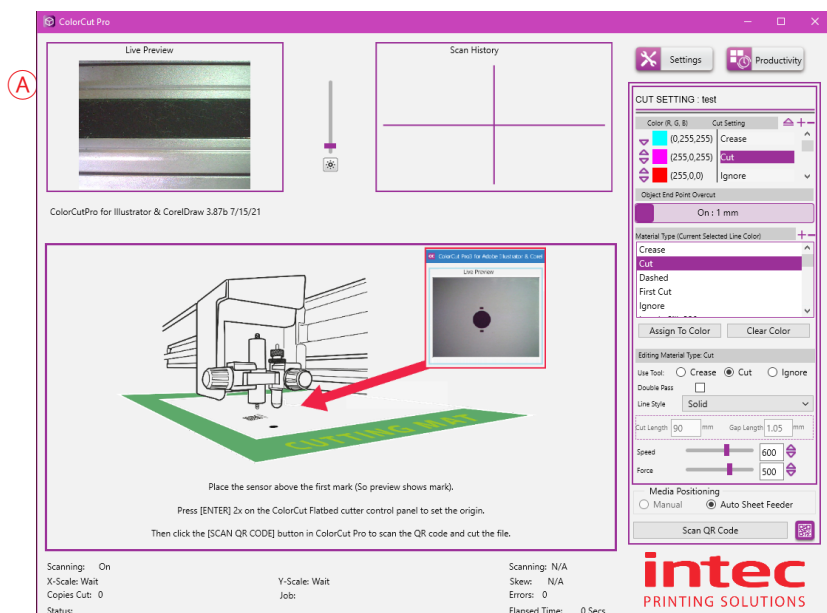 ColorCut Pro
A
Live Preview
Scan History
Settings
Productivity
CUT SETTING : test
Color (R, G, B) Cut Setting
(0,255,255) Crease
(255,0,255) Cut
(255,0,0) Ignore
Object End Point Overcut
On : 1 mm
ColorCutPro for Illustrator & CorelDraw 3.87b 7/15/21
Material Type (Current Selected Line Color)
Crease
Cut
Dashed
First Cut
Ignore
Assign To Color Clear Color
Editing Material Type: Cut
Use Tool: Crease Cut Ignore
Double Pass
Line Style Solid
Cut Length 90 mm Gap Length 1.05 mm
Speed 600
Force 500
Media Positioning
Manual Auto Sheet Feeder
Scan QR Code
ColorCut Pro3 for Adobe Illustrator & Corel
Live Preview
CUTTING MAT
Place the sensor above the first mark (So preview shows mark).
Press [ENTER] 2x on the ColorCut Flatbed cutter control panel to set the origin.
Then click the [SCAN QR CODE] button in ColorCut Pro to scan the QR code and cut the file.
Scanning: On
X-Scale: Wait
Copies Cut: 0
Status:
Y-Scale: Wait
Job:
Scanning: N/A
Skew: N/A
Errors: 0
Elapsed Time: 0 Secs
intec
PRINTING SOLUTIONS